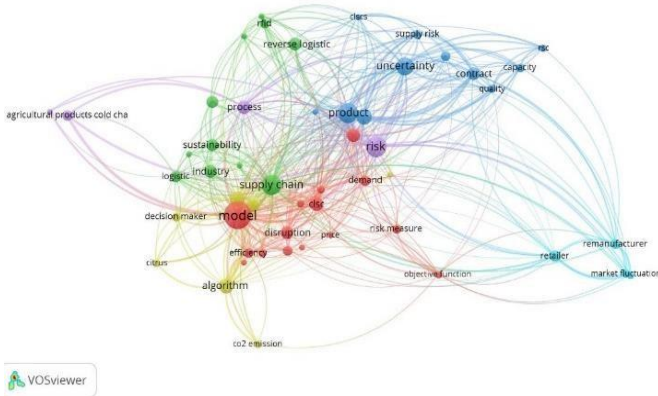 clsrs
rfid
supply risk
reverse logistic
rsc
uncertainty
capacity
contract
quality
agricultural products cold cha
process
product
sustainability
risk
logistic
industry
demand
supply chain
decision maker
model
clsc
disruption
price
risk measure
remanufacturer
efficiency
retailer
citrus
objective function
market fluctuation
algorithm
co2 emission
VOSviewer